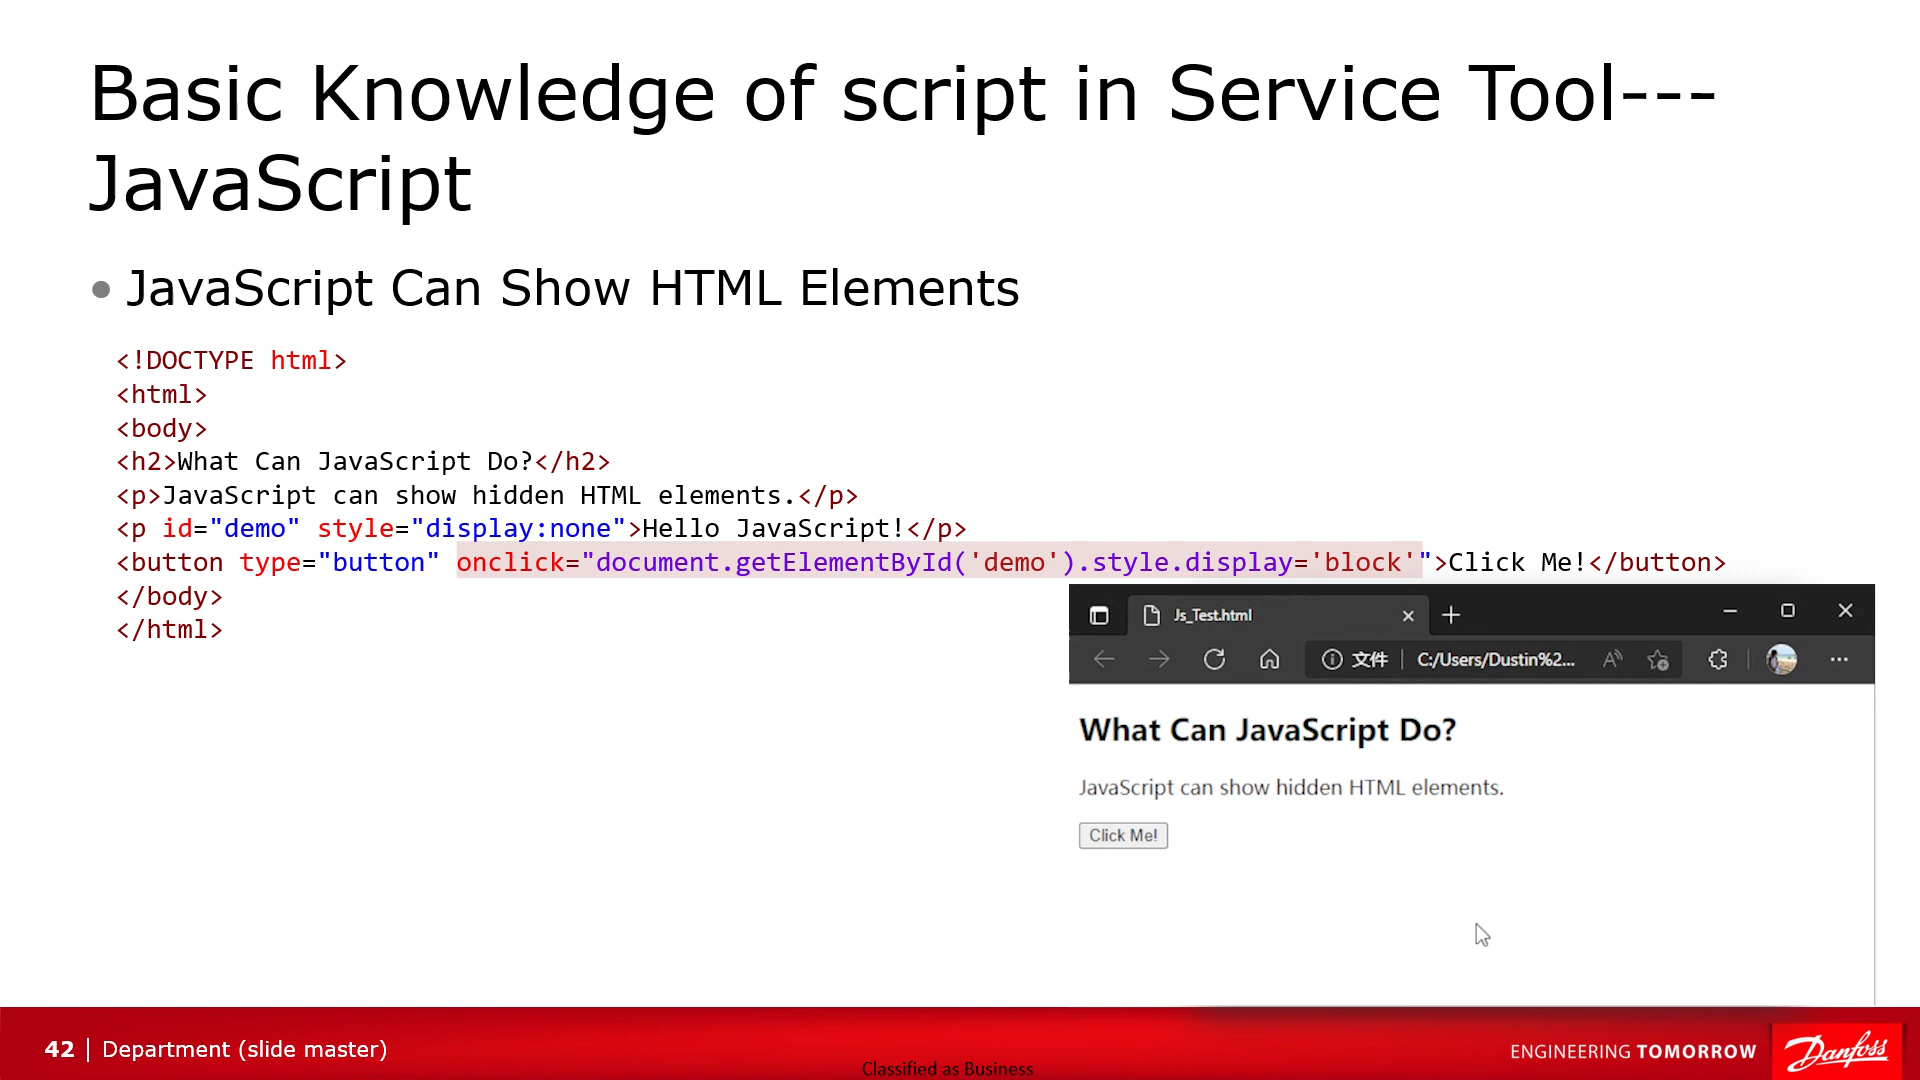 Basic Knowledge of script in Service Tool---
JavaScript
JavaScript Can Show HTML Elements
<!DOCTYPE html>
<html>
<body>
<h2>What Can JavaScript Do?</h2>
<p>JavaScript can show hidden HTML elements.</p>
<p id="demo" style="display:none">Hello JavaScript!</p>
<button type="button" onclick="document.getElementById('demo').style.display='block'">Click Me!</button>
</body>
</html>
Js_Test.html
文件 C:/Users/Dustin%2...
What Can JavaScript Do?
JavaScript can show hidden HTML elements.
Click Me!
42 | Department (slide master)
Classified as Business
ENGINEERING TOMORROW
Danfoss